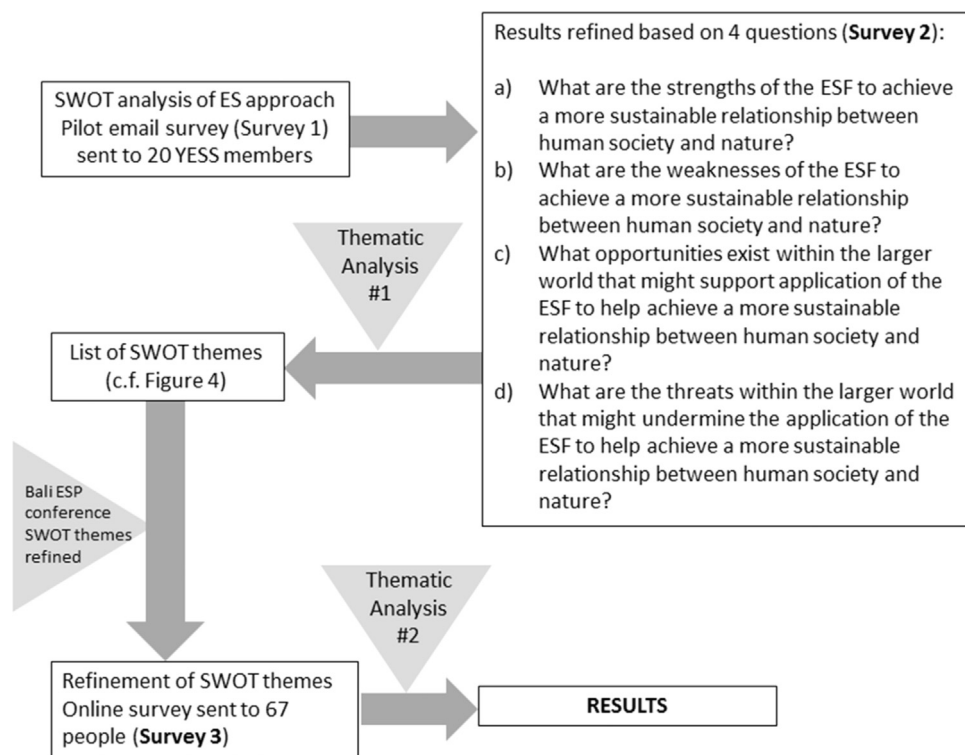 SWOT analysis of ES approach
Pilot email survey (Survey 1)
sent to 20 YESS members
Results refined based on 4 questions (Survey 2):
a) What are the strengths of the ESF to achieve
a more sustainable relationship between
human society and nature?
b) What are the weaknesses of the ESF to
achieve a more sustainable relationship
between human society and nature?
c) What opportunities exist within the larger
world that might support application of the
ESF to help achieve a more sustainable
relationship between human society and
nature?
d) What are the threats within the larger world
that might undermine the application of the
ESF to help achieve a more sustainable
relationship between human society and
nature?
Thematic
Analysis
#1
List of SWOT themes
(c.f. Figure 4)
Bali ESP
conference
SWOT themes
refined
Thematic
Analysis
#2
Refinement of SWOT themes
Online survey sent to 67
people (Survey 3)
RESULTS